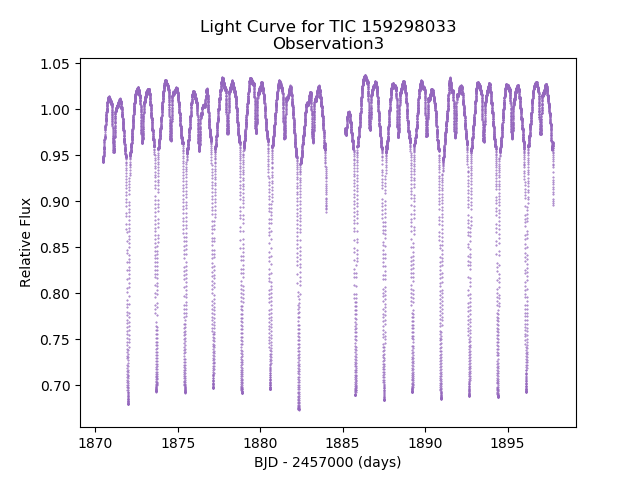 Light Curve for TIC 159298033
Observation3
1.05
1.00
0.95
0.90
0.85
0.80
0.75
0.70
Relative Flux
1870 1875 1880 1885 1890 1895
BJD - 2457000 (days)